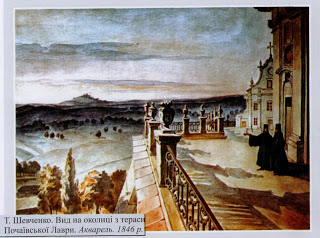 Т. Шевченко. Вид на околиці з тераси
Почаївської Лаври. Акварель. 1846 р.